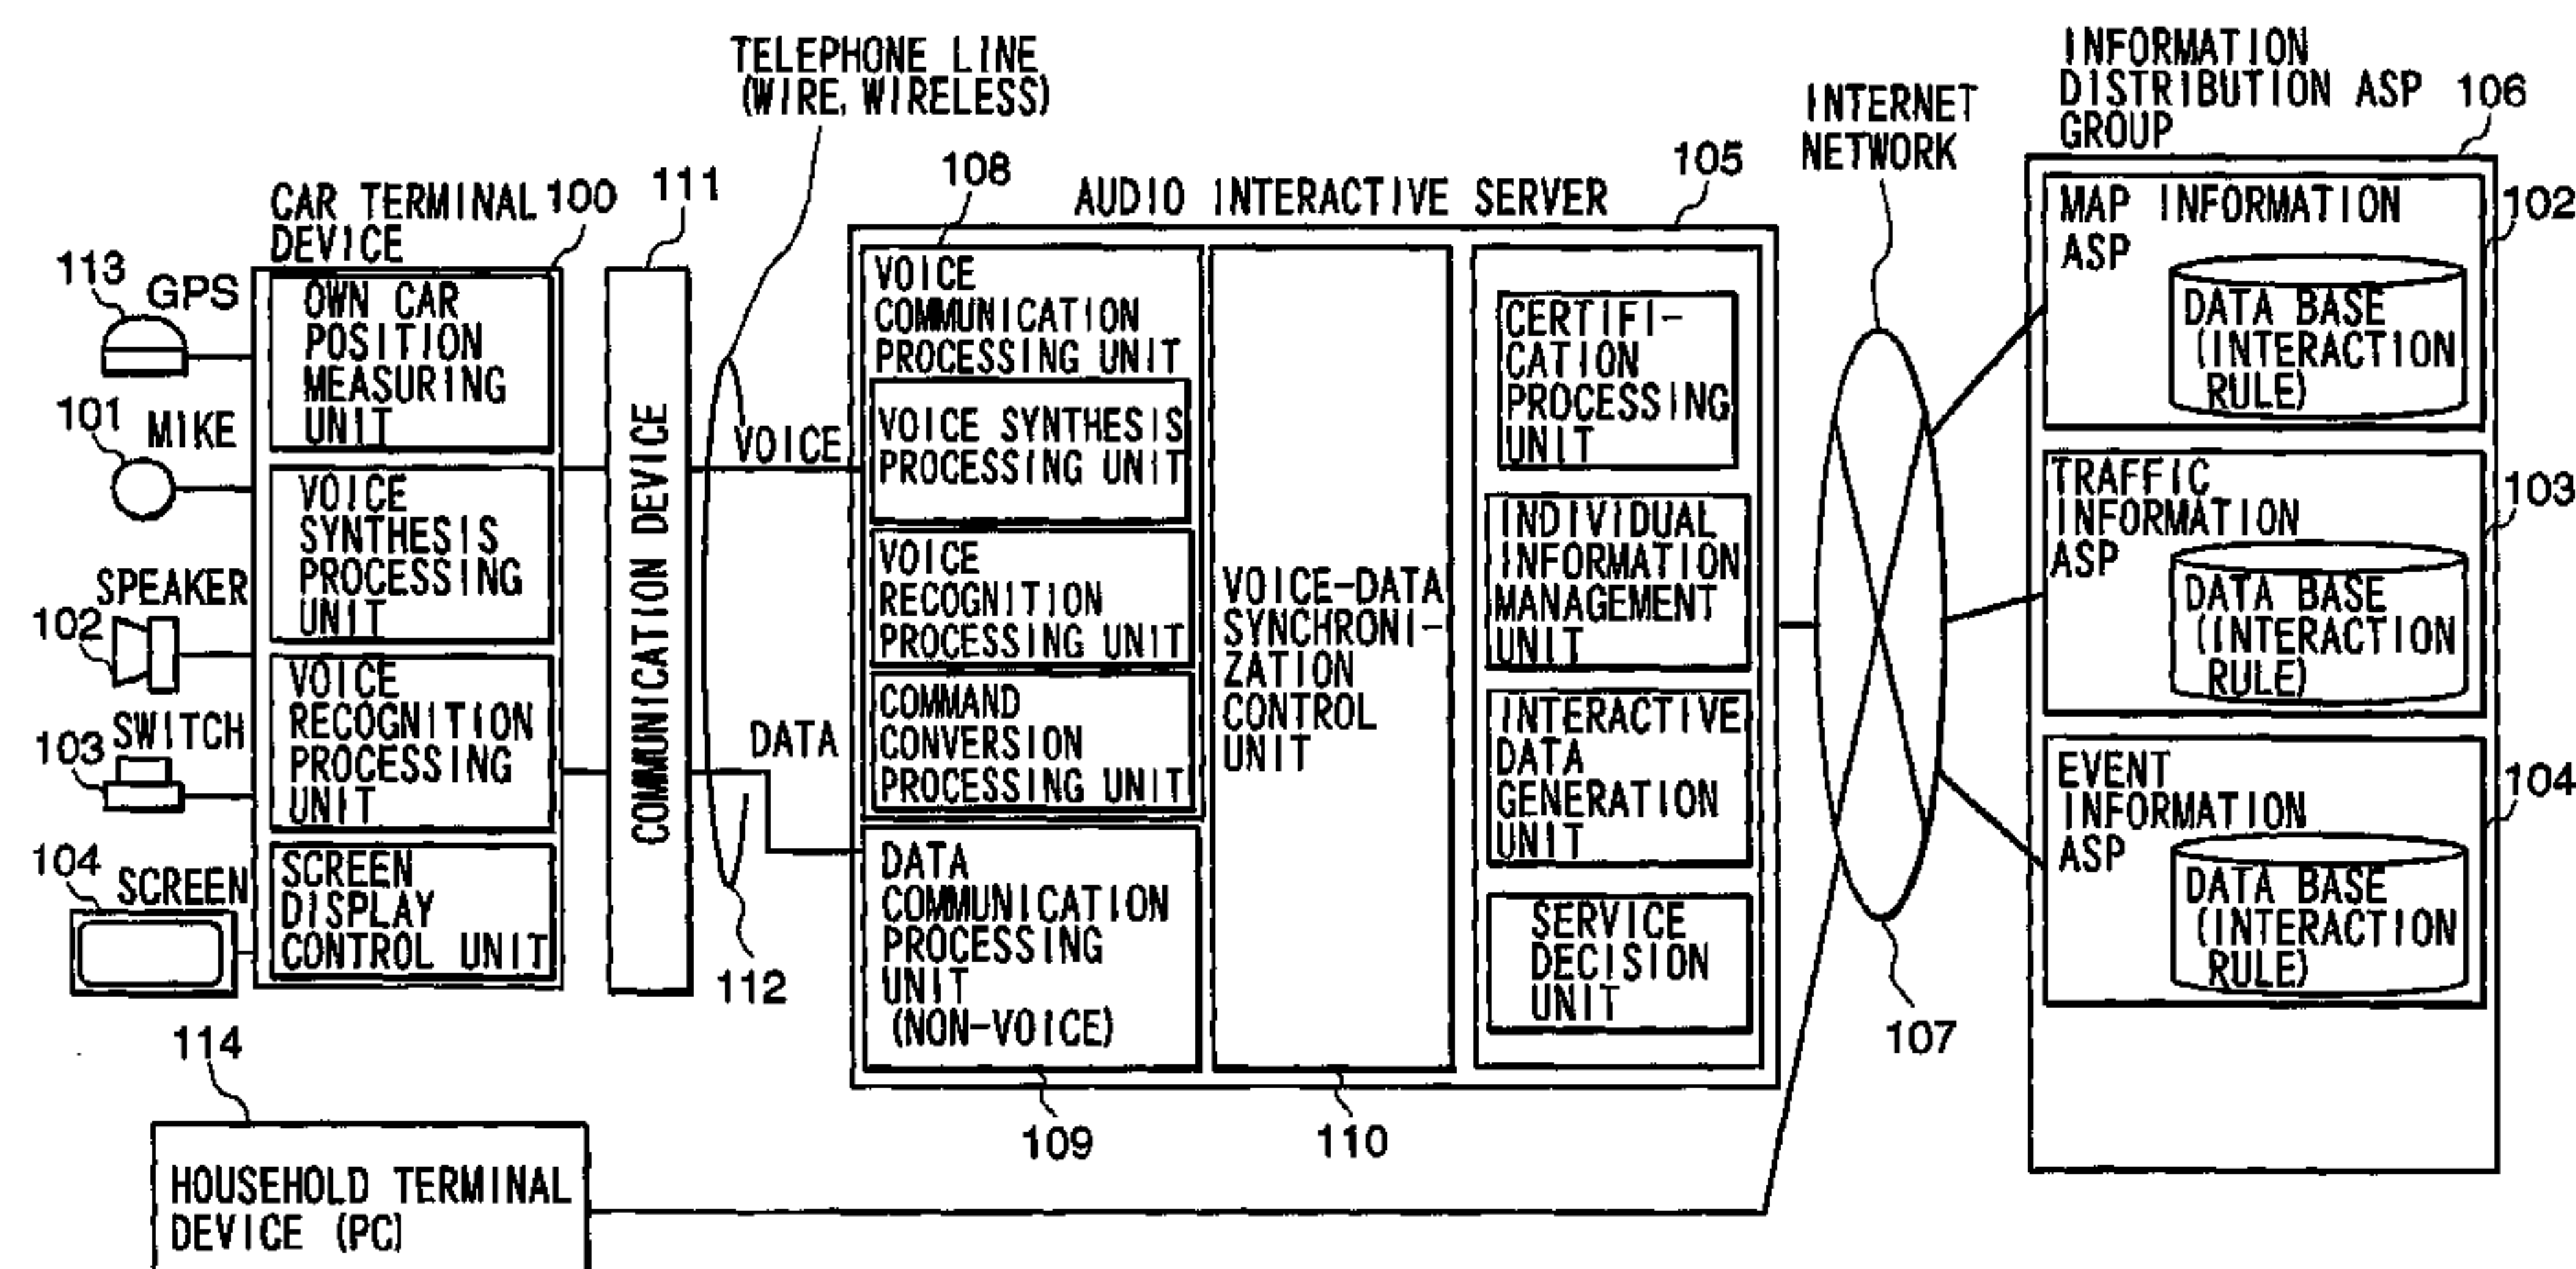 TELEPHONE LINE
(WIRE, WIRELESS)
INFORMATION
DISTRIBUTION ASP
GROUP
106
INTERNET
NETWORK
CAR TERMINAL
DEVICE
100
111
108
AUDIO INTERACTIVE SERVER
105
113
GPS
101
MIKE
SPEAKER
102
SWITCH
103
104
SCREEN
OWN CAR
POSITION
MEASURING
UNIT
VOICE
SYNTHESIS
PROCESSING
UNIT
VOICE
RECOGNITION
PROCESSING
UNIT
SCREEN
DISPLAY
CONTROL UNIT
COMMUNICATION DEVICE
VOICE
DATA
112
VOICE
COMMUNICATION
PROCESSING UNIT
VOICE SYNTHESIS
PROCESSING UNIT
VOICE
RECOGNITION
PROCESSING UNIT
COMMAND
CONVERSION
PROCESSING UNIT
DATA
COMMUNICATION
PROCESSING
UNIT
(NON-VOICE)
109
VOICE-DATA
SYNCHRONI-
ZATION
CONTROL
UNIT
110
CERTIFI-
CATION
PROCESSING
UNIT
INDIVIDUAL
INFORMATION
MANAGEMENT
UNIT
INTERACTIVE
DATA
GENERATION
UNIT
SERVICE
DECISION
UNIT
107
MAP INFORMATION
ASP
102
DATA BASE
(INTERACTION
RULE)
TRAFFIC
INFORMATION
ASP
103
DATA BASE
(INTERACTION
RULE)
EVENT
INFORMATION
ASP
104
DATA BASE
(INTERACTION
RULE)
114
HOUSEHOLD TERMINAL
DEVICE (PC)